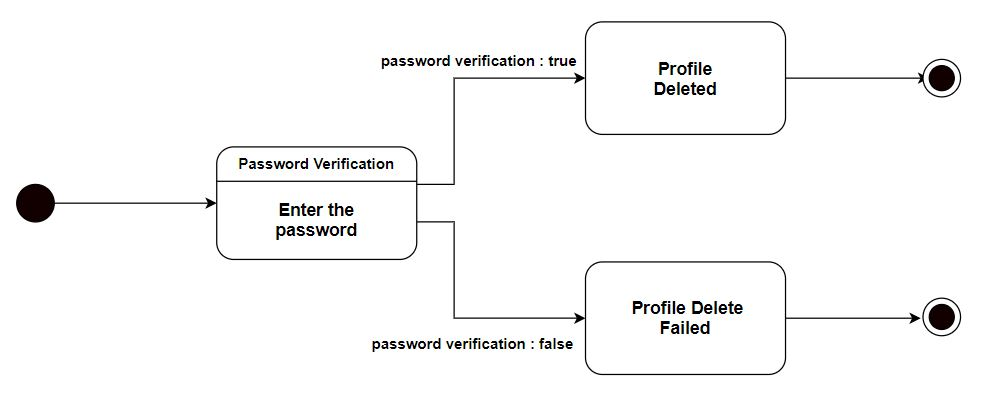 password verification : true
Profile
Deleted
Password Verification
Enter the
password
Profile Delete
Failed
password verification : false